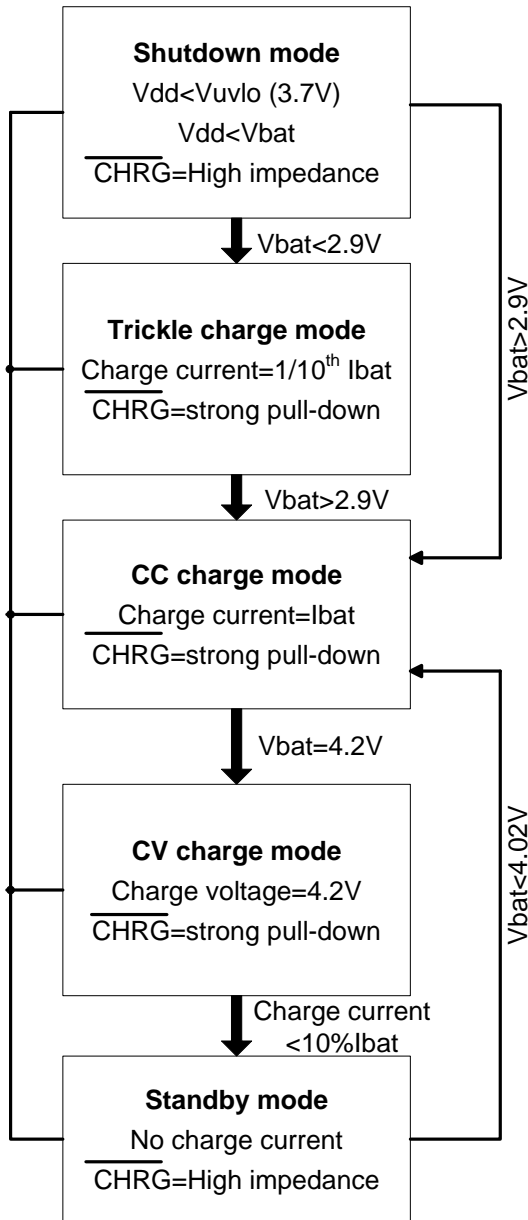 Shutdown mode
Vdd<Vuvlo (3.7V)
Vdd<Vbat
CHRG=High impedance
Vbat<2.9V
Vbat>2.9V
Trickle charge mode
Charge current=1/10th Ibat
CHRG=strong pull-down
Vbat>2.9V
CC charge mode
Charge current=Ibat
CHRG=strong pull-down
Vbat=4.2V
Vbat<4.02V
CV charge mode
Charge voltage=4.2V
CHRG=strong pull-down
Charge current
<10%Ibat
Standby mode
No charge current
CHRG=High impedance